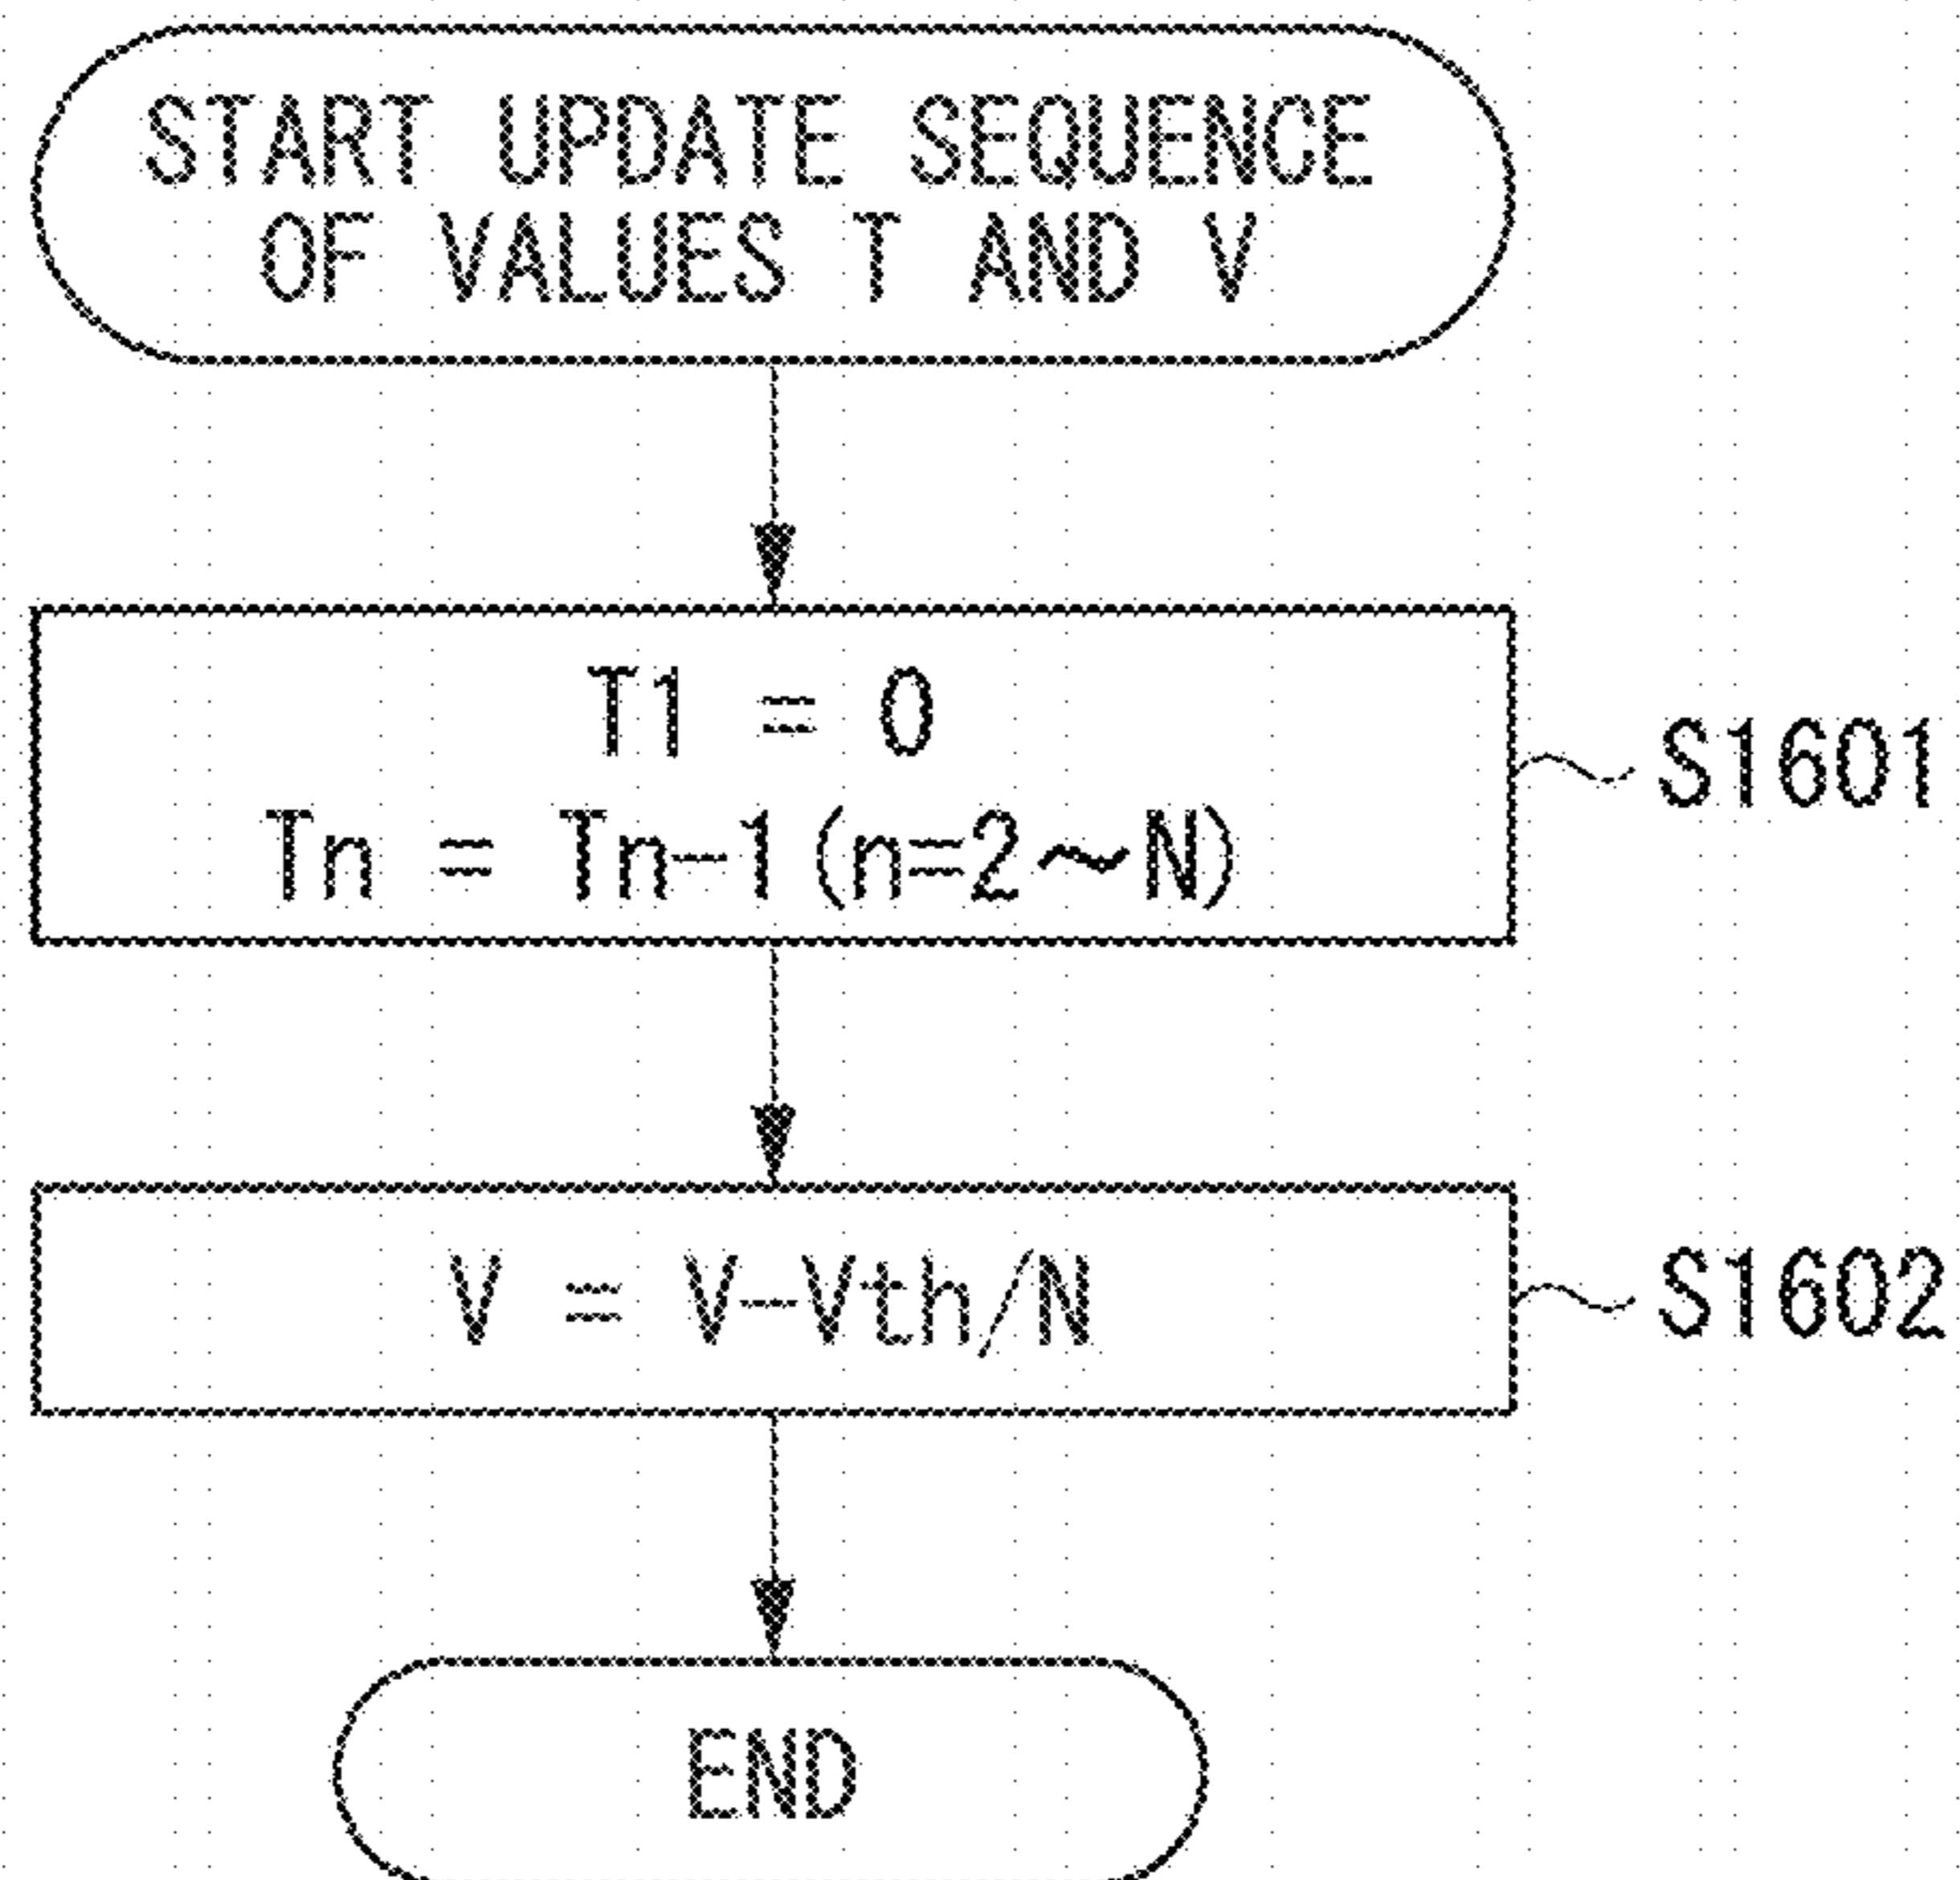 START UPDATE SEQUENCE
OF VALUES T AND V
T1 = 0
Tn = Tn-1(n=2~N)
S1601
V = V-Vth/N
S1602
END